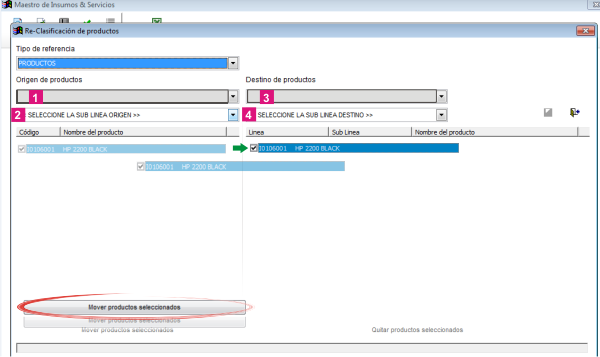 Maestro de Insumos & Servicios
Re-Clasificación de productos
Tipo de referencia
PRODUCTOS
Origen de productos
Destino de productos
1
3
2 SELECCIONE LA SUB LINEA ORIGEN >>
4 SELECCIONE LA SUB LINEA DESTINO >>
Código Nombre del producto
Linea Sub Linea Nombre del producto
I0106001 HP 2200 BLACK
I0106001 HP 2200 BLACK
I0106001 HP 2200 BLACK
Mover productos seleccionados
Mover productos seleccionados
Mover productos seleccionados
Quitar productos seleccionados